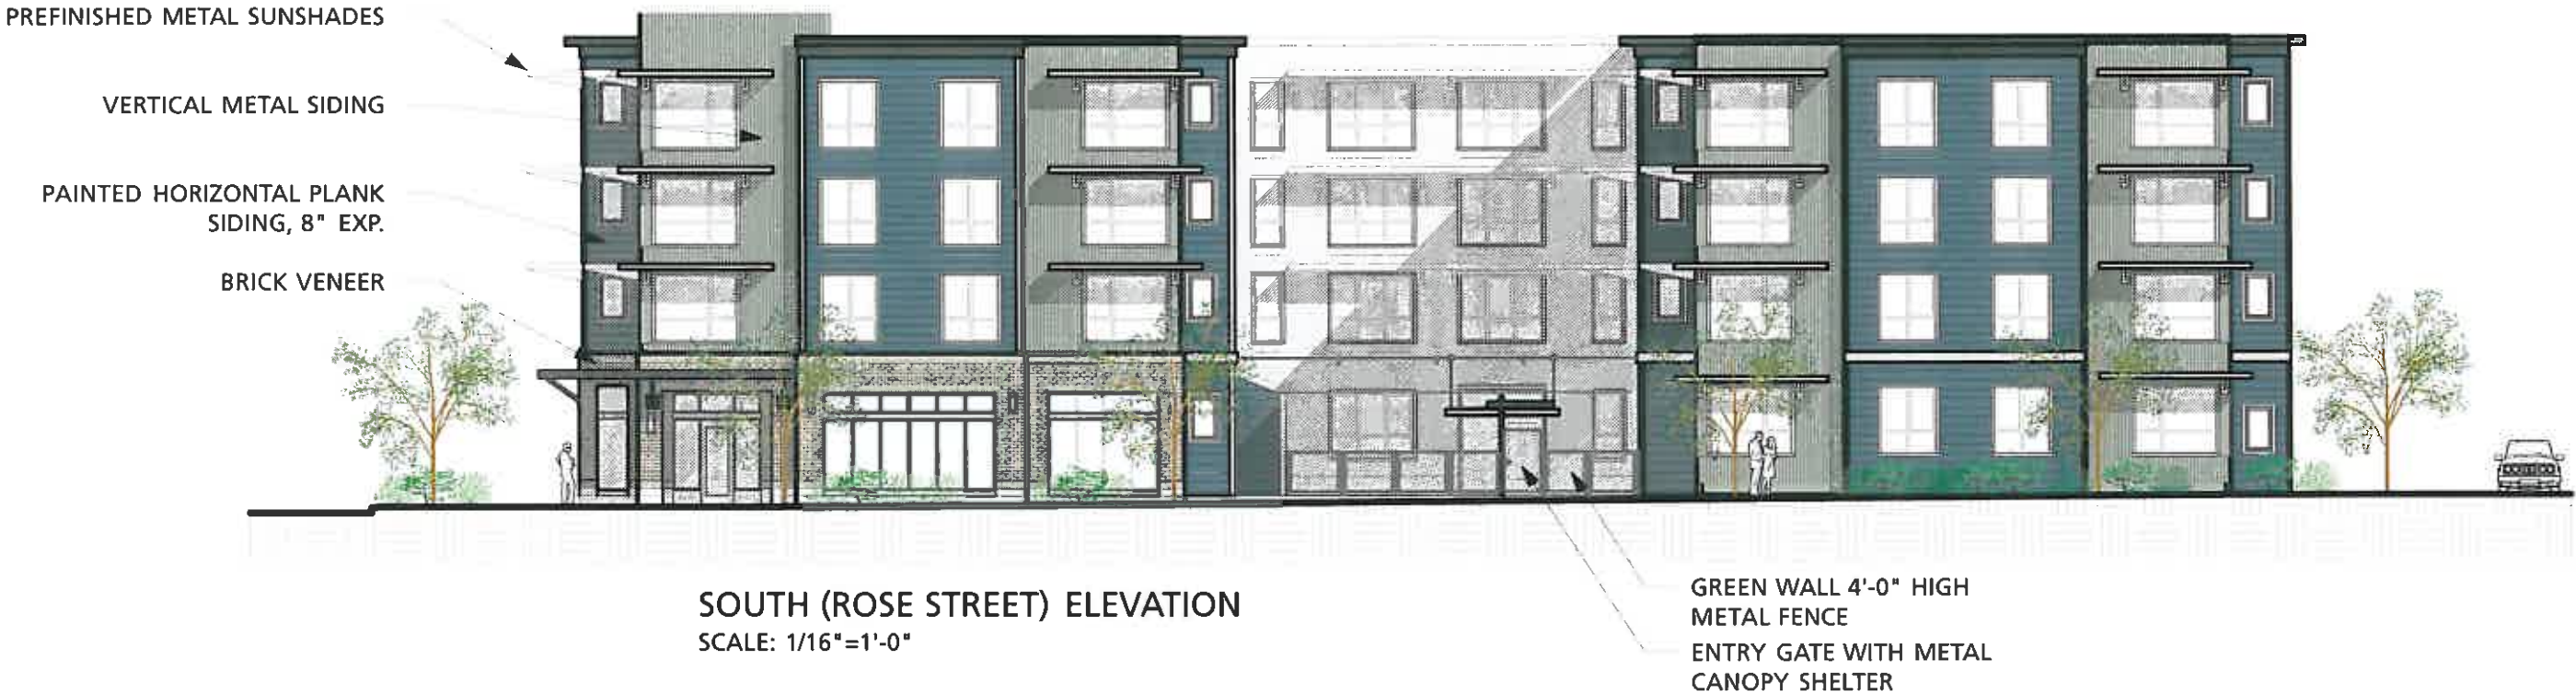 PREFINISHED METAL SUNSHADES
VERTICAL METAL SIDING
PAINTED HORIZONTAL PLANK
SIDING, 8" EXP.
BRICK VENEER
SOUTH (ROSE STREET) ELEVATION
SCALE: 1/16"=1'-0"
GREEN WALL 4'-0" HIGH
METAL FENCE
ENTRY GATE WITH METAL
CANOPY SHELTER